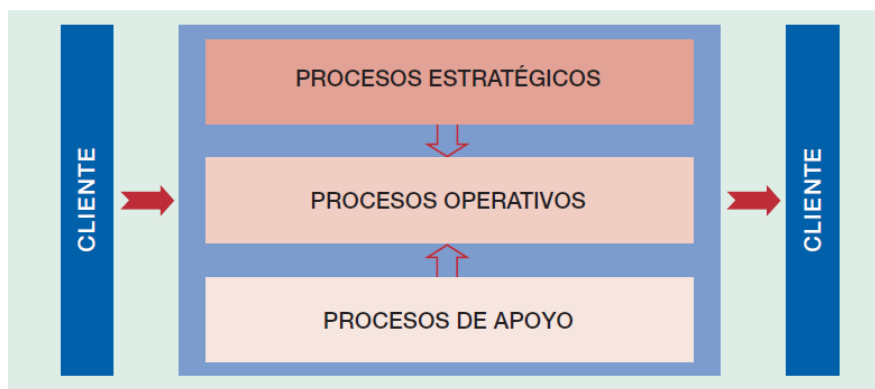 CLIENTE
PROCESOS ESTRATÉGICOS
PROCESOS OPERATIVOS
PROCESOS DE APOYO
CLIENTE